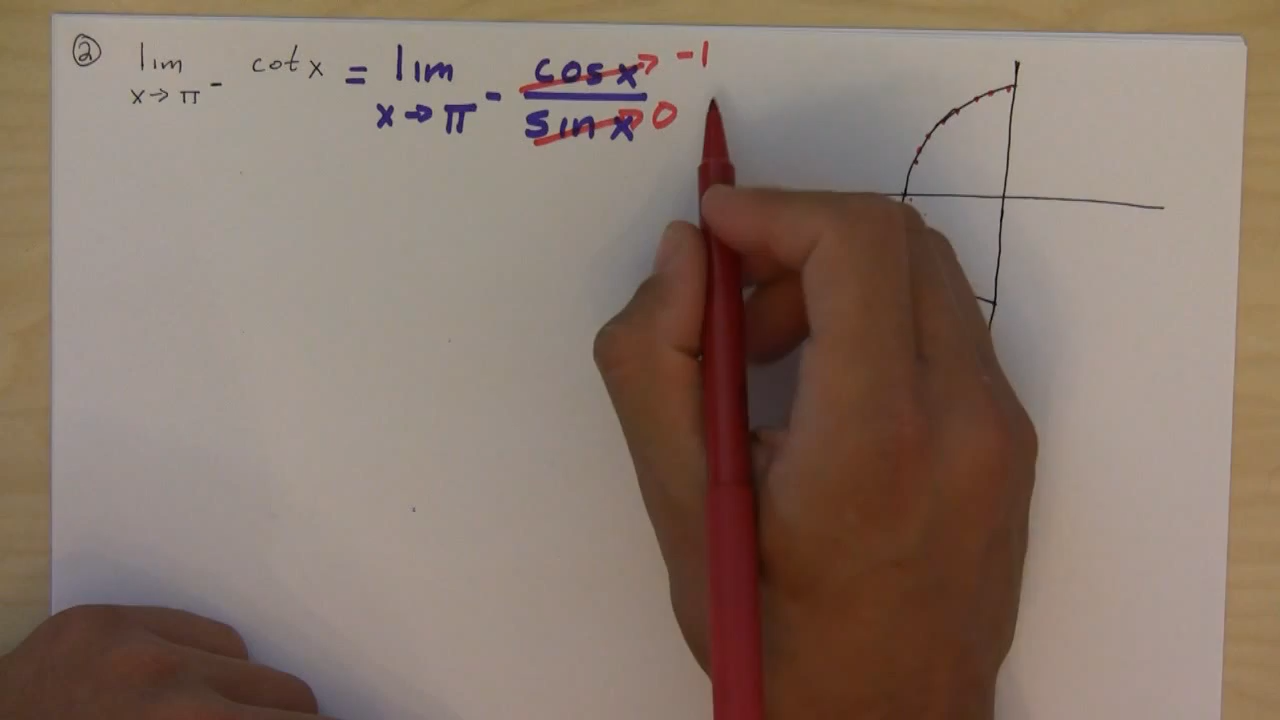 ② lim x→π⁻ cot x = lim x→π⁻ cos x → -1
sin x → 0